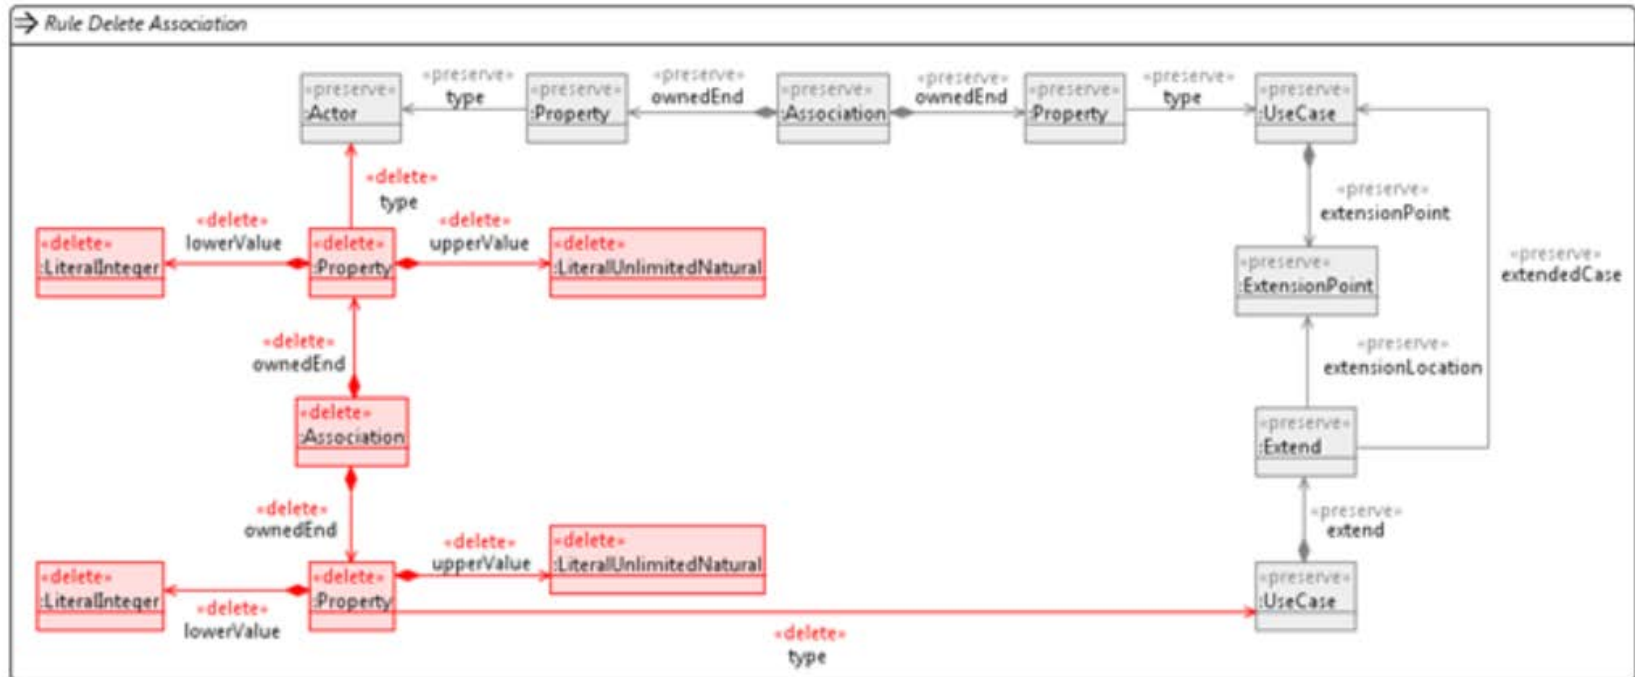 Rule Delete Association
«preserve»
:Actor
«preserve»
type
«preserve»
:Property
«preserve»
ownedEnd
«preserve»
:Association
«preserve»
ownedEnd
«preserve»
:Property
«preserve»
type
«preserve»
:UseCase
«delete»
type
«preserve»
extensionPoint
«delete»
:LiteralInteger
«delete»
lowerValue
«delete»
:Property
«delete»
upperValue
«delete»
:LiteralUnlimitedNatural
«preserve»
:ExtensionPoint
«preserve»
extendedCase
«delete»
ownedEnd
«preserve»
extensionLocation
«delete»
:Association
«preserve»
:Extend
«delete»
ownedEnd
«preserve»
extend
«delete»
:LiteralInteger
«delete»
lowerValue
«delete»
:Property
«delete»
upperValue
«delete»
:LiteralUnlimitedNatural
«preserve»
:UseCase
«delete»
type